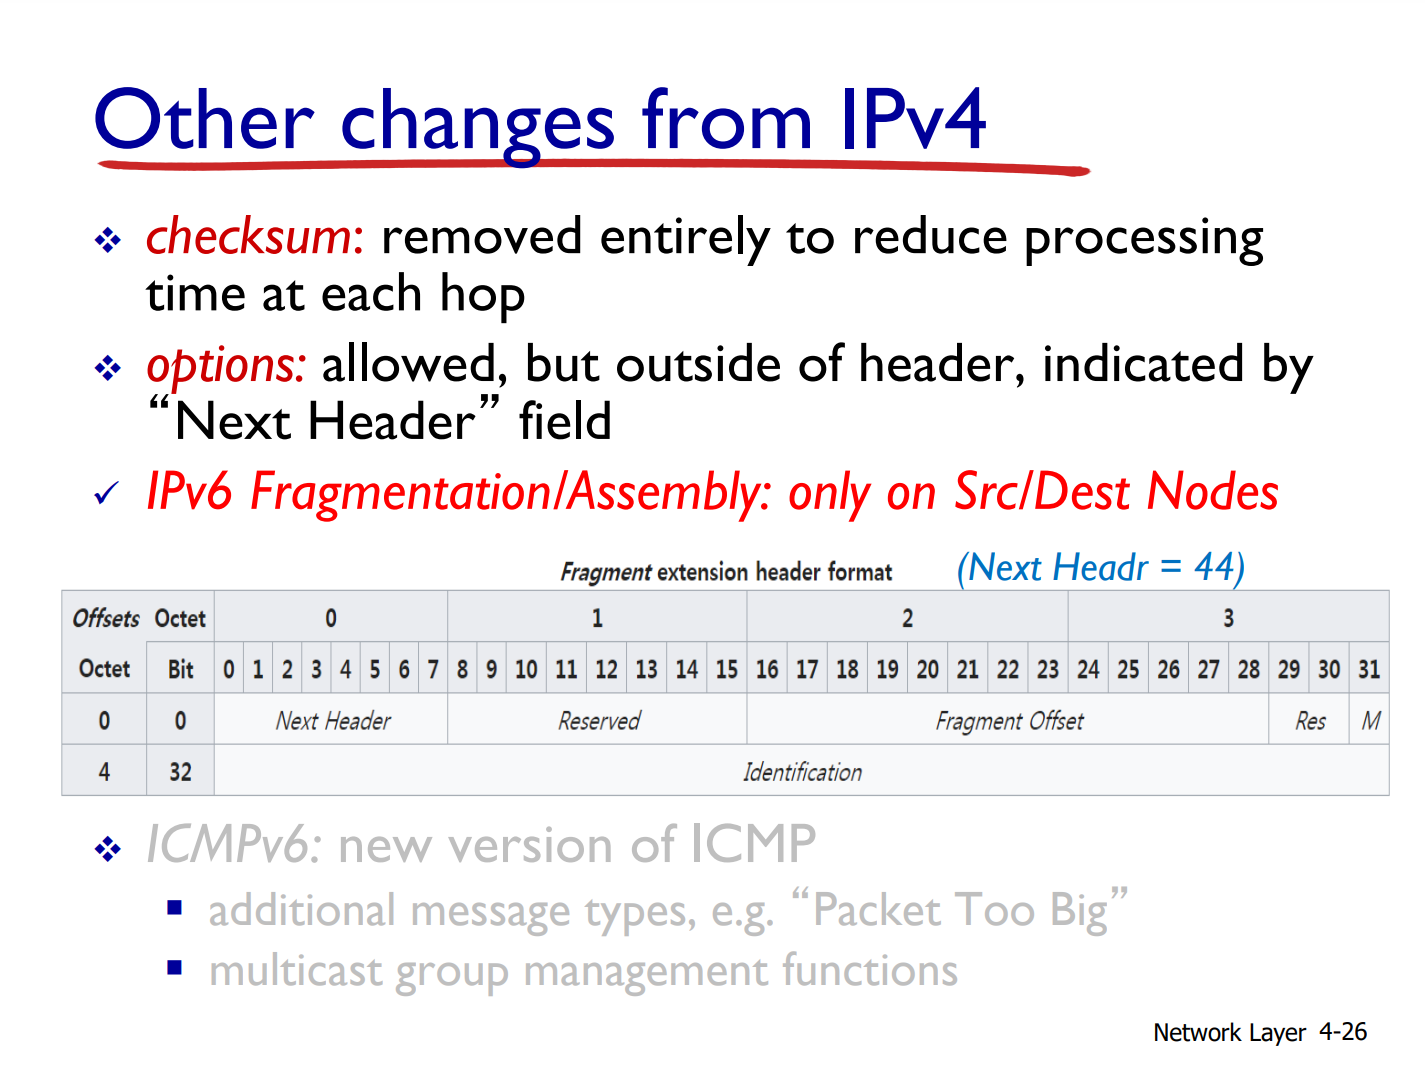 Other changes from IPv4
checksum: removed entirely to reduce processing
time at each hop
options: allowed, but outside of header, indicated by
“Next Header” field
IPv6 Fragmentation/Assembly: only on Src/Dest Nodes
Fragment extension header format (Next Headr = 44)
Offsets Octet 0 1 2 3
Octet Bit 0 1 2 3 4 5 6 7 8 9 10 11 12 13 14 15 16 17 18 19 20 21 22 23 24 25 26 27 28 29 30 31
0 0 Next Header Reserved Fragment Offset Res M
4 32 Identification
ICMPv6: new version of ICMP
additional message types, e.g. “Packet Too Big”
multicast group management functions
Network Layer 4-26